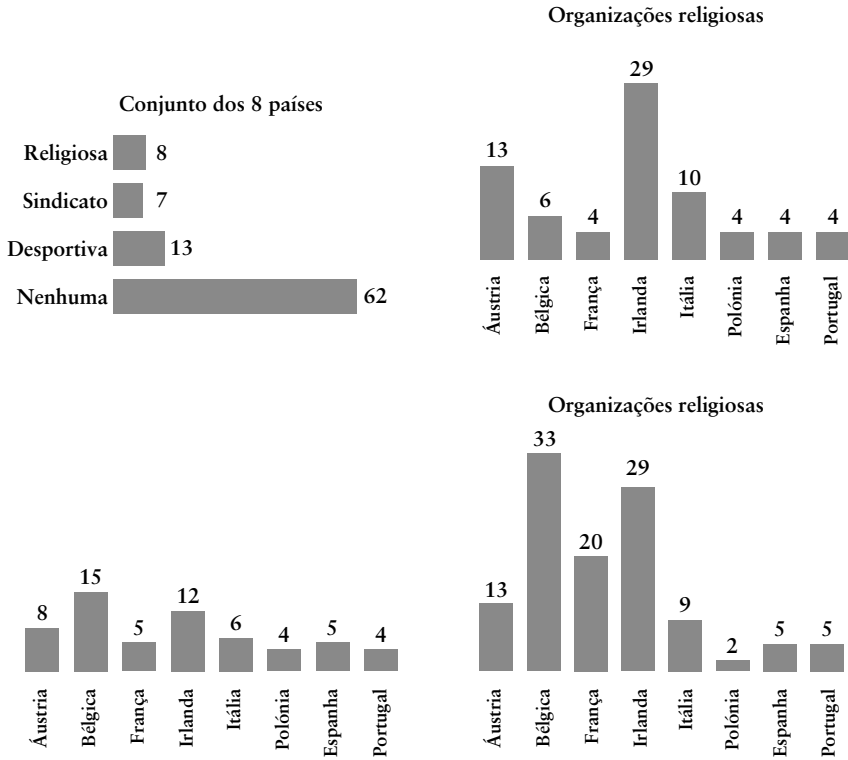 Conjunto dos 8 países
Religiosa 8
Sindicato 7
Desportiva 13
Nenhuma 62
Organizações religiosas
13 6 4 29 10 4 4 4
Áustria Bélgica França Irlanda Itália Polónia Espanha Portugal
8 15 5 12 6 4 5 4
Áustria Bélgica França Irlanda Itália Polónia Espanha Portugal
Organizações religiosas
13 33 20 29 9 2 5 5
Áustria Bélgica França Irlanda Itália Polónia Espanha Portugal